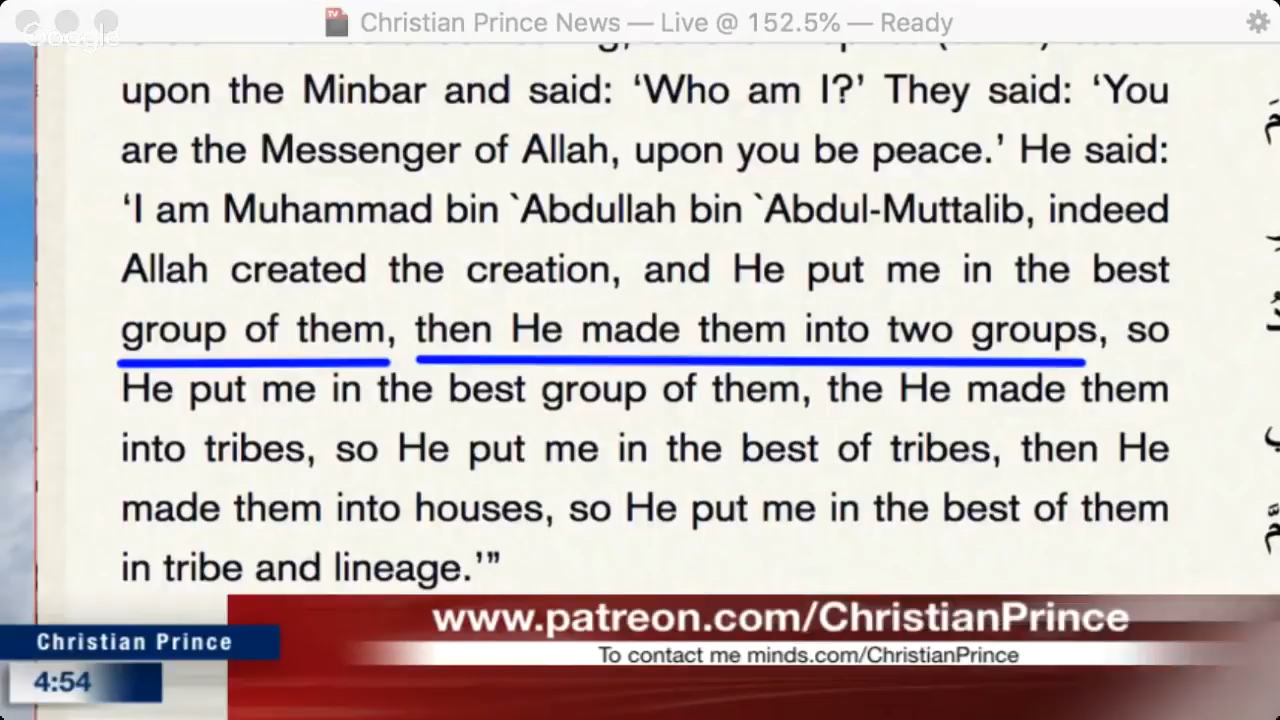 Christian Prince News — Live @ 152.5% — Ready
Google
upon the Minbar and said: ‘Who am I?’ They said: ‘You
are the Messenger of Allah, upon you be peace.’ He said:
‘I am Muhammad bin `Abdullah bin `Abdul-Muttalib, indeed
Allah created the creation, and He put me in the best
group of them, then He made them into two groups, so
He put me in the best group of them, the He made them
into tribes, so He put me in the best of tribes, then He
made them into houses, so He put me in the best of them
in tribe and lineage.’”
www.patreon.com/ChristianPrince
Christian Prince
To contact me minds.com/ChristianPrince
4:54